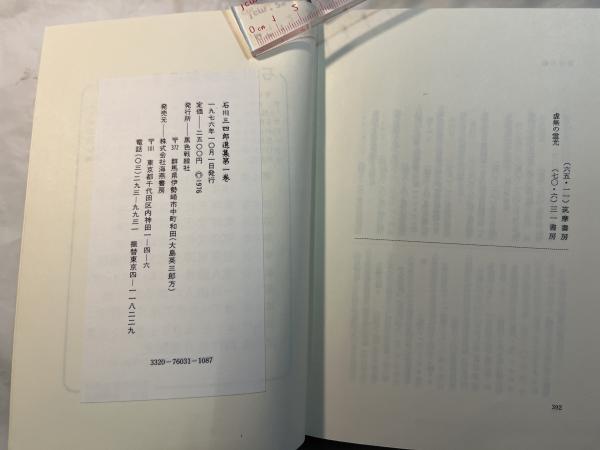 虚無の霊光
(六五・一一)筑摩書房
(七〇・六)三一書房
392
石川三四郎選集第一巻
一九七六年一〇月一日発行
定価——二五〇〇円 ©1976
発行所——黒色戦線社
〒372 群馬県伊勢崎市中町和田(大島英三郎方)
発売元——株式会社海燕書房
〒101 東京都千代田区内神田一—四—六
電話(〇三)二九三—九九三一 振替東京四—一一八二二九
3320-76031-1087
0cm 1 5